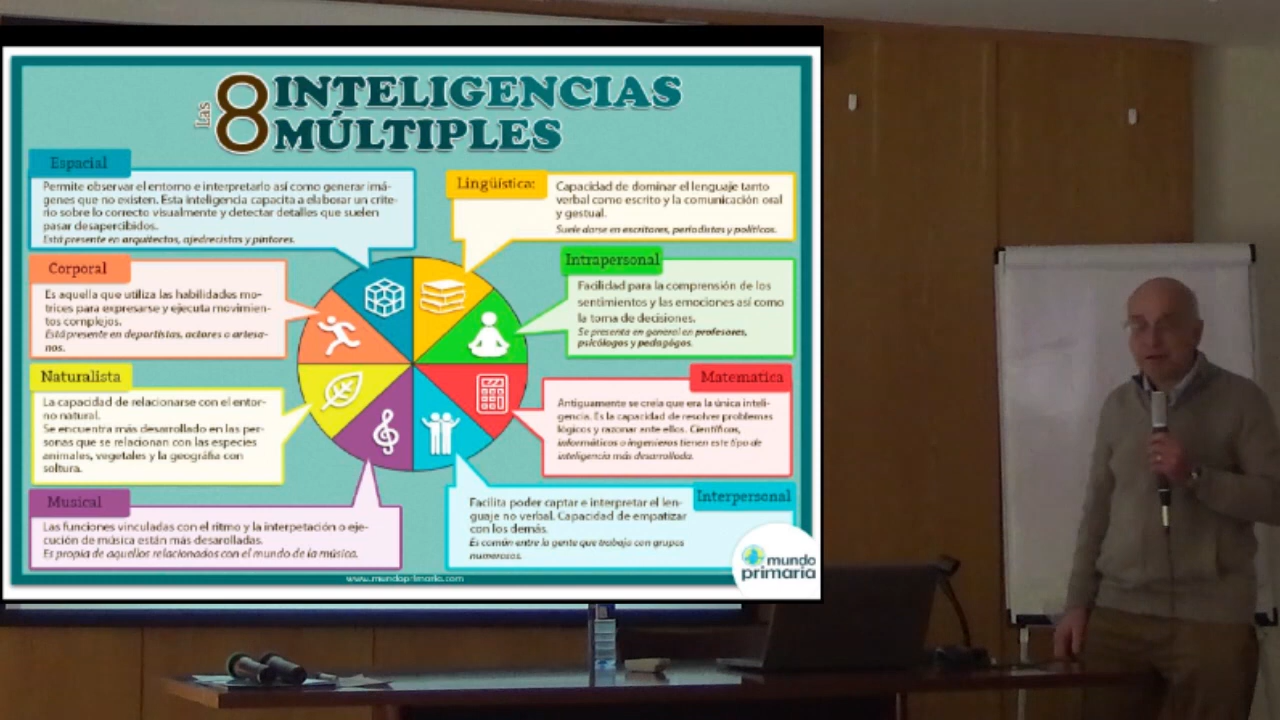 Las 8 INTELIGENCIAS
MÚLTIPLES
Espacial
Permite observar el entorno e interpretarlo así como generar imá-
genes que no existen. Esta inteligencia capacita a elaborar un crite-
rio sobre lo correcto visualmente y detectar detalles que suelen
pasar desapercibidos.
Está presente en arquitectos, ajedrecistas y pintores.
Lingüística:
Capacidad de dominar el lenguaje tanto
verbal como escrito y la comunicación oral
y gestual.
Suele darse en escritores, periodistas y políticos.
Corporal
Es aquella que utiliza las habilidades mo-
trices para expresarse y ejecuta movimien-
tos complejos.
Está presente en deportistas, actores o artesa-
nos.
Intrapersonal
Facilidad para la comprensión de los
sentimientos y las emociones así como
la toma de decisiones.
Se presenta en general en profesores,
psicólogos y pedagógos.
Naturalista
La capacidad de relacionarse con el entor-
no natural.
Se encuentra más desarrollado en las per-
sonas que se relacionan con las especies
animales, vegetales y la geográfia con
soltura.
Matematica
Antiguamente se creía que era la única inteli-
gencia. Es la capacidad de resolver problemas
lógicos y razonar ante ellos. Científicos,
informáticos o ingenieros tienen este tipo de
inteligencia más desarrollada.
Musical
Las funciones vinculadas con el ritmo y la interpetación o eje-
cución de música están más desarolladas.
Es propia de aquellos relacionados con el mundo de la música.
Interpersonal
Facilita poder captar e interpretar el len-
guaje no verbal. Capacidad de empatizar
con los demás.
Es común entre la gente que trabaja con grupos
numerosos.
mundo
primaria
www.mundoprimaria.com